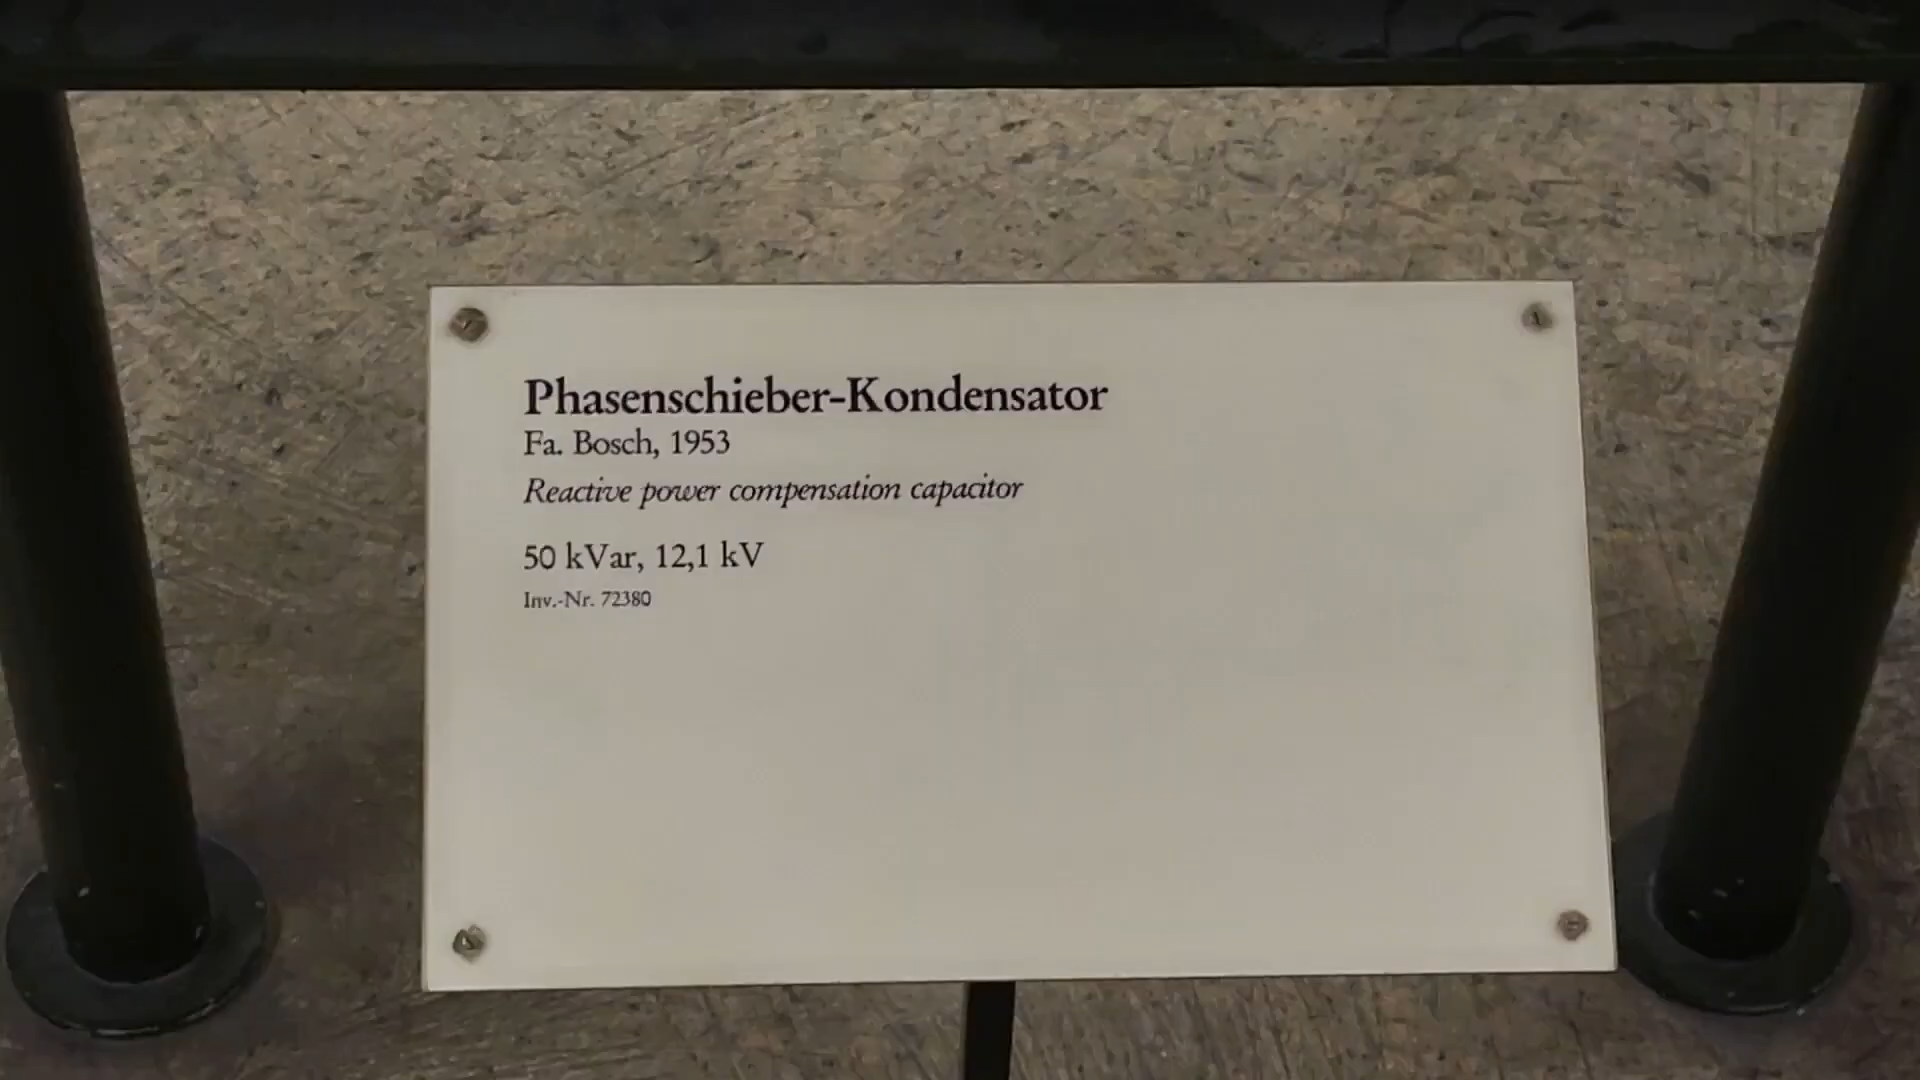 Phasenschieber-Kondensator
Fa. Bosch, 1953
Reactive power compensation capacitor
50 kVar, 12,1 kV
Inv.-Nr. 72380